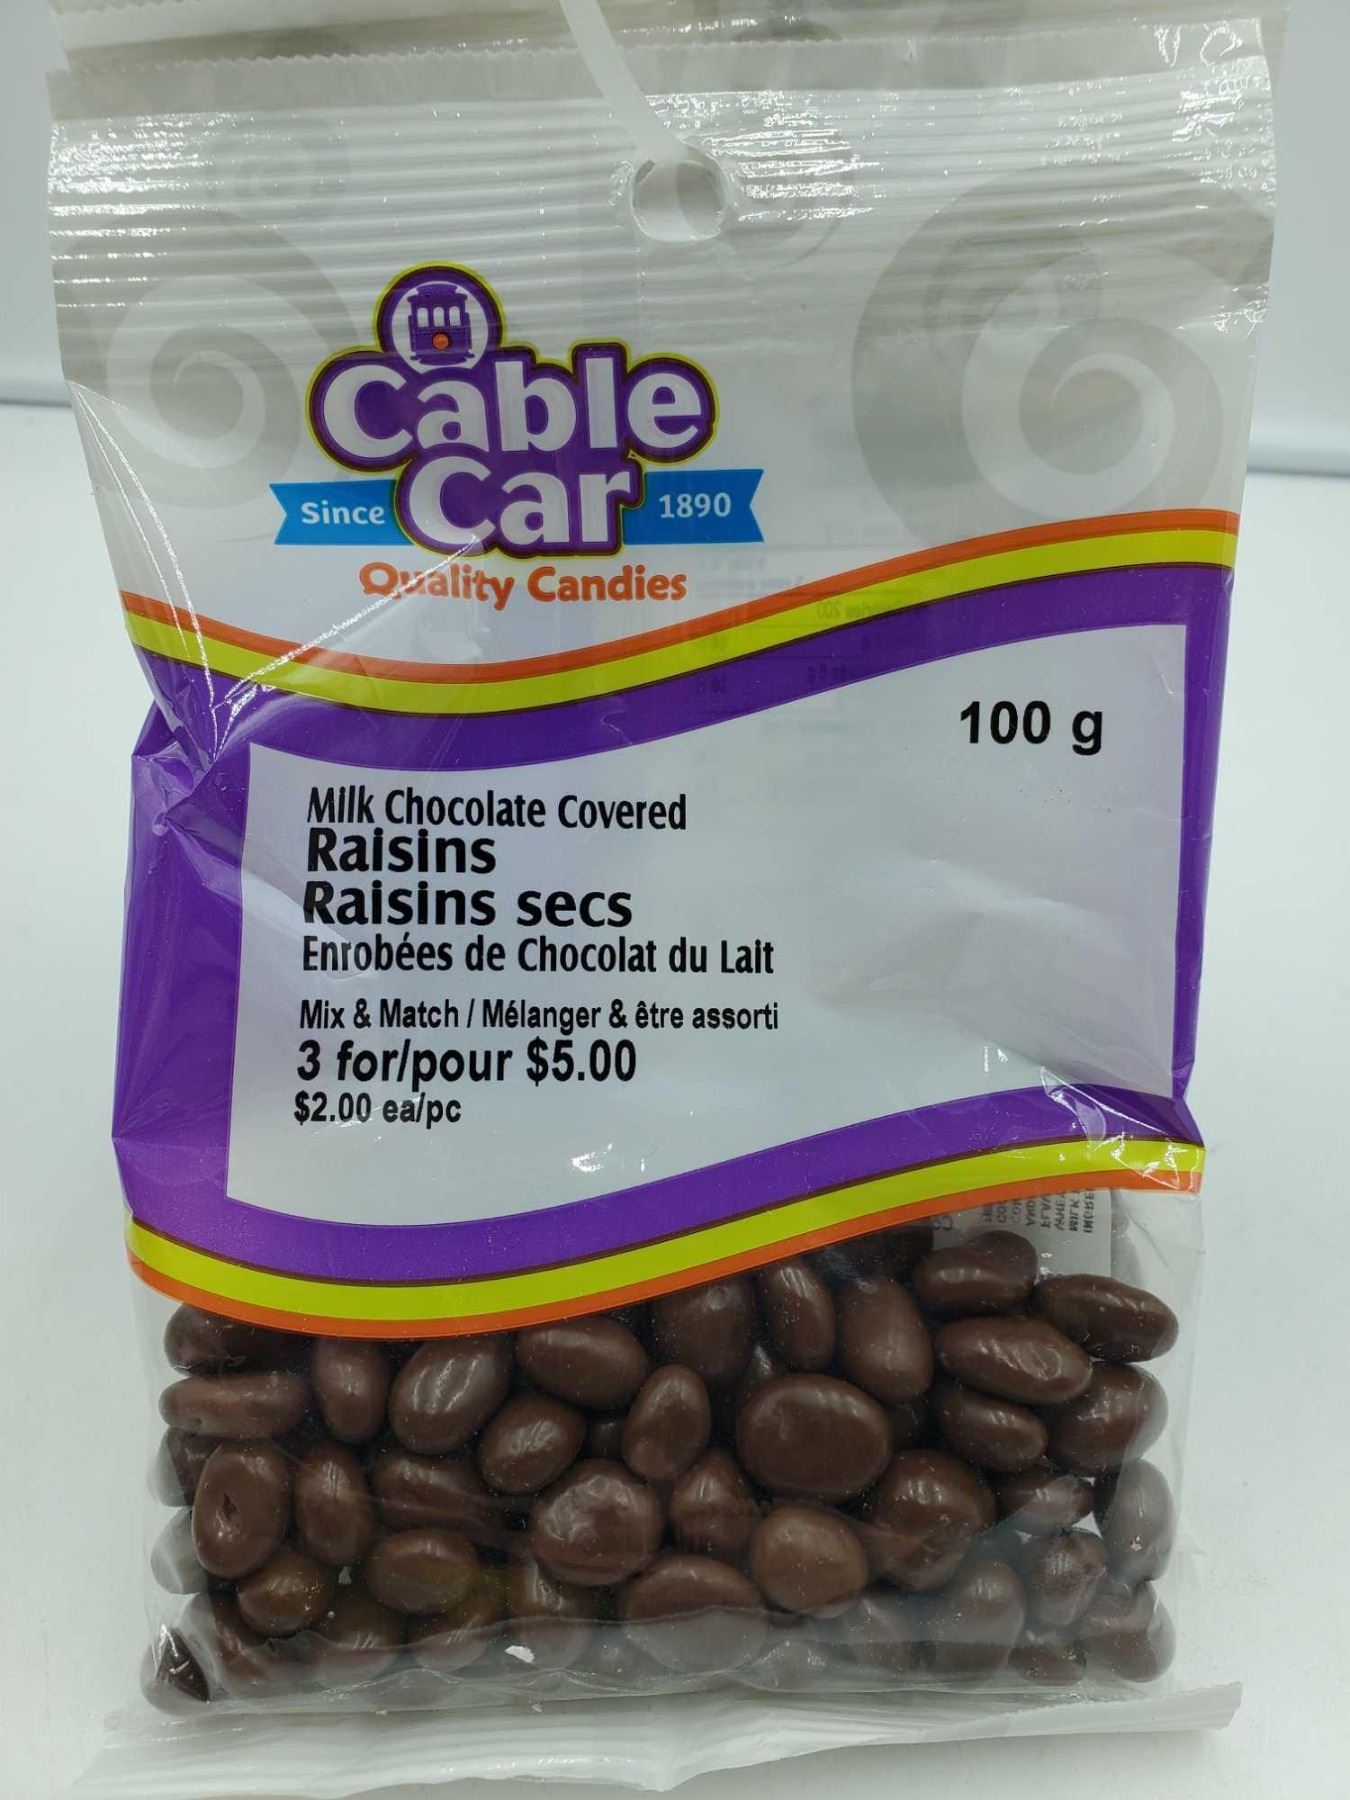 Cable
Car
Since 1890
Quality Candies
100 g
Milk Chocolate Covered
Raisins
Raisins secs
Enrobées de Chocolat du Lait
Mix & Match / Mélanger & être assorti
3 for/pour $5.00
$2.00 ea/pc